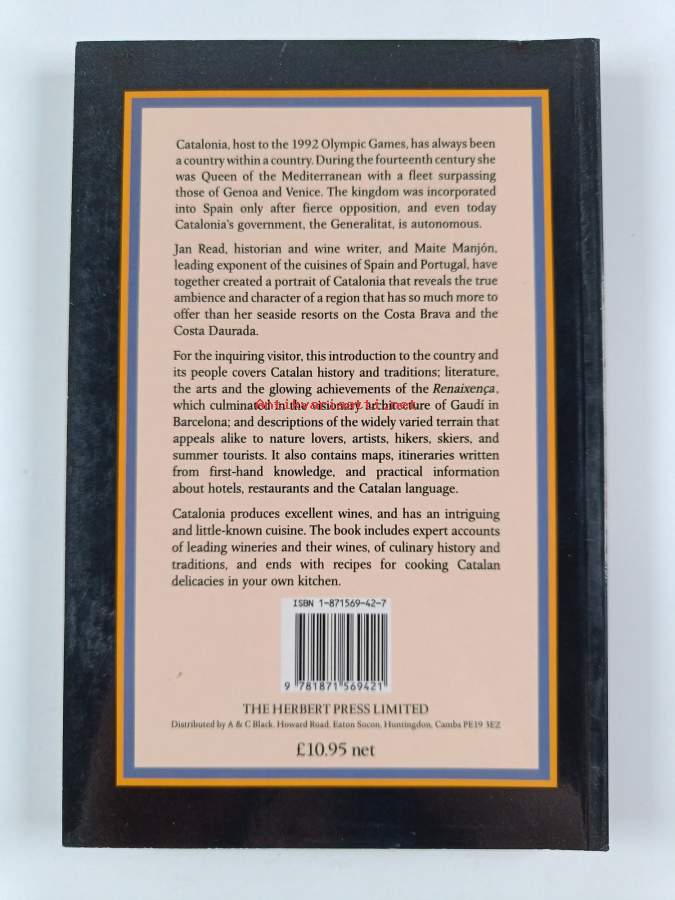 Catalonia, host to the 1992 Olympic Games, has always been
a country within a country. During the fourteenth century she
was Queen of the Mediterranean with a fleet surpassing
those of Genoa and Venice. The kingdom was incorporated
into Spain only after fierce opposition, and even today
Catalonia's government, the Generalitat, is autonomous.
Jan Read, historian and wine writer, and Maite Manjón,
leading exponent of the cuisines of Spain and Portugal, have
together created a portrait of Catalonia that reveals the true
ambience and character of a region that has so much more to
offer than her seaside resorts on the Costa Brava and the
Costa Daurada.
For the inquiring visitor, this introduction to the country and
its people covers Catalan history and traditions; literature,
the arts and the glowing achievements of the Renaixença,
which culminated in the visionary architecture of Gaudí in
Barcelona; and descriptions of the widely varied terrain that
appeals alike to nature lovers, artists, hikers, skiers, and
summer tourists. It also contains maps, itineraries written
from first-hand knowledge, and practical information
about hotels, restaurants and the Catalan language.
Catalonia produces excellent wines, and has an intriguing
and little-known cuisine. The book includes expert accounts
of leading wineries and their wines, of culinary history and
traditions, and ends with recipes for cooking Catalan
delicacies in your own kitchen.
ISBN 1-871569-42-7
9 781871 569421
THE HERBERT PRESS LIMITED
Distributed by A & C Black, Howard Road, Eaton Socon, Huntingdon, Cambs PE19 3EZ
£10.95 net